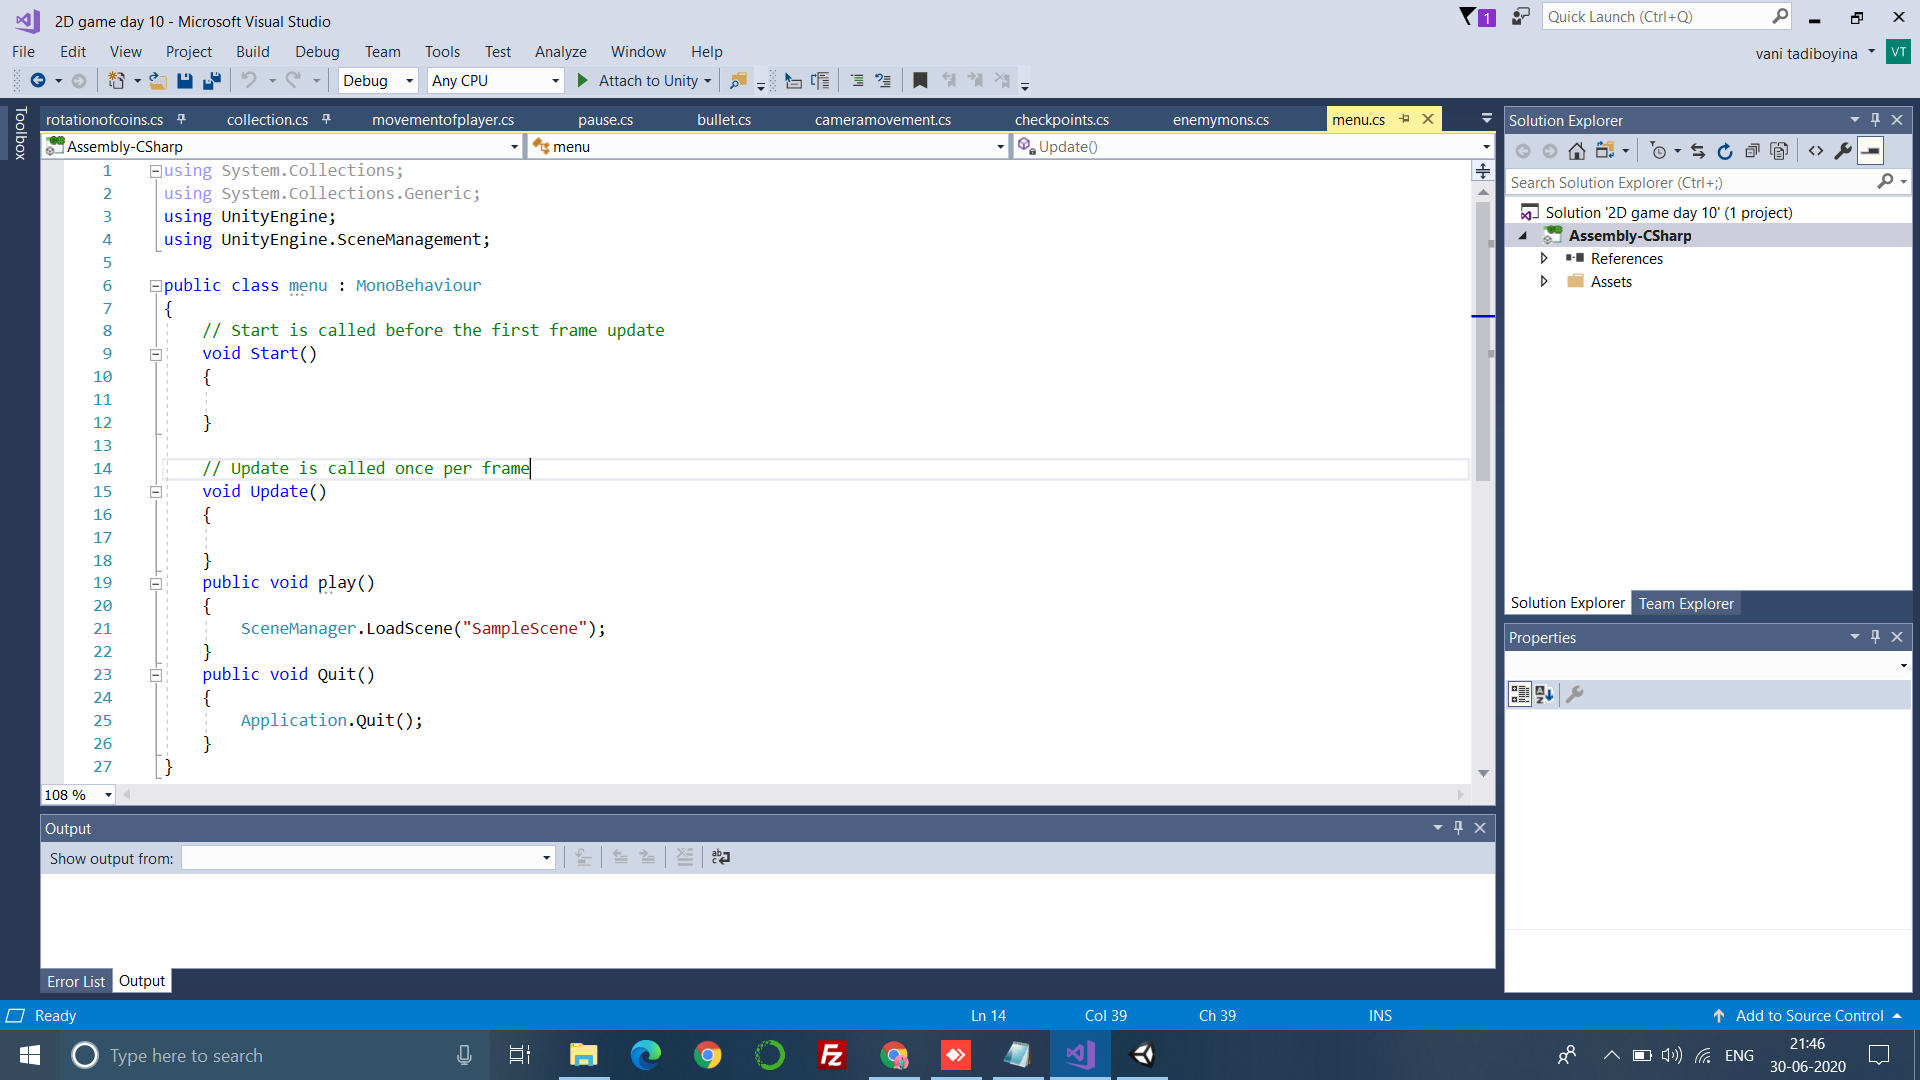 2D game day 10 - Microsoft Visual Studio
1
Quick Launch (Ctrl+Q)
File Edit View Project Build Debug Team Tools Test Analyze Window Help
vani tadiboyina VT
Debug Any CPU Attach to Unity
Toolbox
rotationofcoins.cs collection.cs movementofplayer.cs pause.cs bullet.cs cameramovement.cs checkpoints.cs enemymons.cs menu.cs
Assembly-CSharp menu Update()
1 using System.Collections;
2 using System.Collections.Generic;
3 using UnityEngine;
4 using UnityEngine.SceneManagement;
5
6 public class menu : MonoBehaviour
7 {
8 // Start is called before the first frame update
9 void Start()
10 {
11
12 }
13
14 // Update is called once per frame
15 void Update()
16 {
17
18 }
19 public void play()
20 {
21 SceneManager.LoadScene("SampleScene");
22 }
23 public void Quit()
24 {
25 Application.Quit();
26 }
27 }
108 %
Solution Explorer
Search Solution Explorer (Ctrl+;)
Solution '2D game day 10' (1 project)
Assembly-CSharp
References
Assets
Solution Explorer Team Explorer
Properties
Output
Show output from:
Error List Output
Ready Ln 14 Col 39 Ch 39 INS Add to Source Control
Type here to search
ENG
21:46
30-06-2020